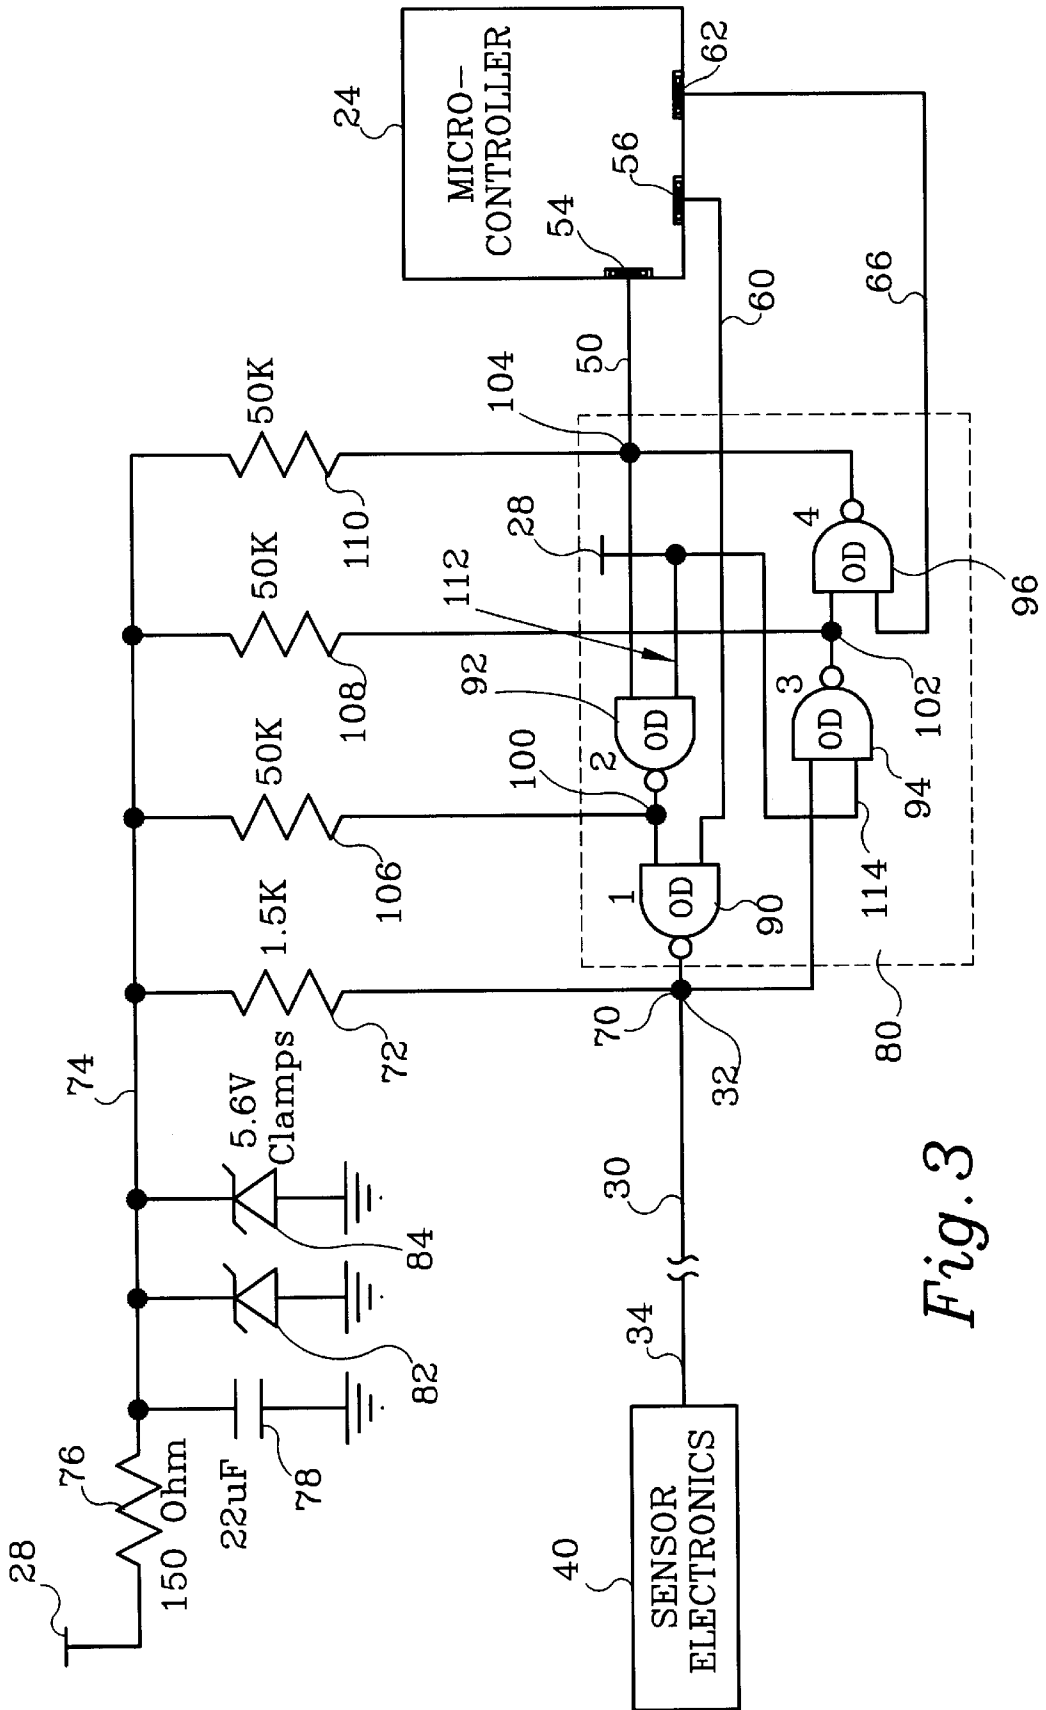 28
76
150 Ohm
22uF
78
82
84
5.6V
Clamps
74
1.5K
72
50K
106
50K
108
50K
110
24
MICRO-
CONTROLLER
54
56
62
50
60
66
104
28
112
92
2
OD
100
1
OD
90
70
32
3
OD
94
102
4
OD
96
114
80
30
34
40
SENSOR
ELECTRONICS
Fig. 3